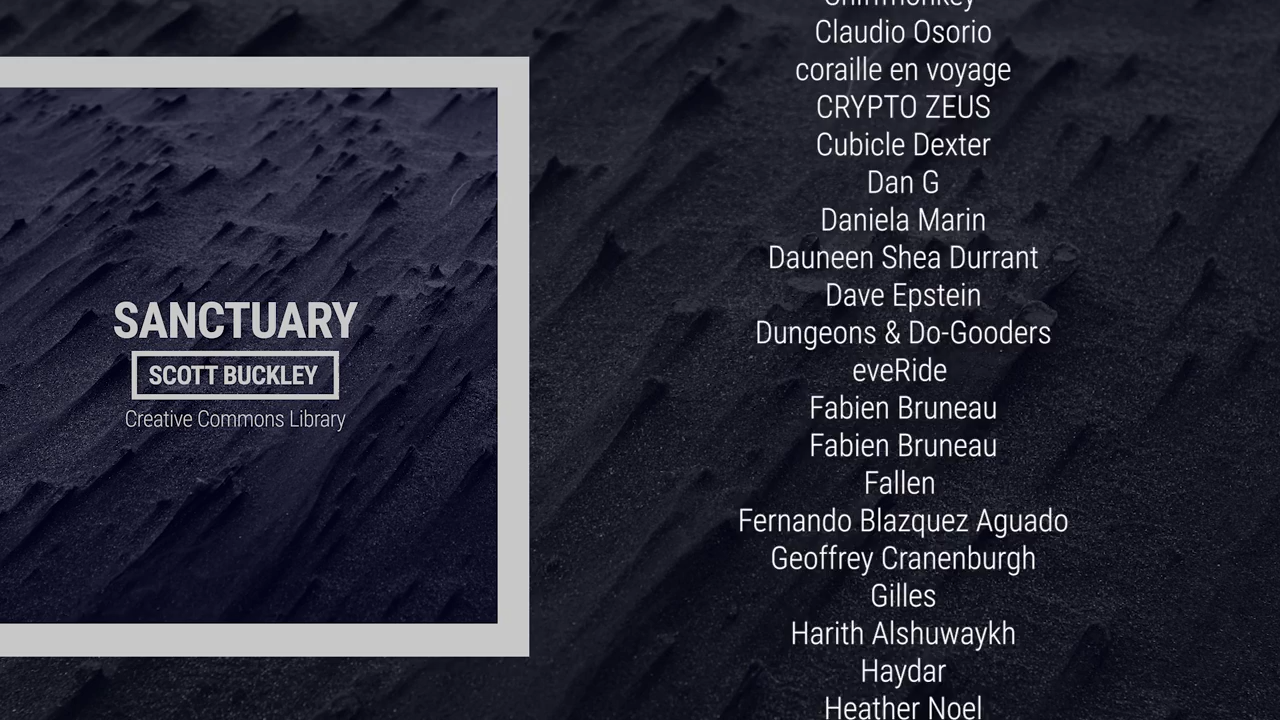 SANCTUARY
SCOTT BUCKLEY
Creative Commons Library
Claudio Osorio
coraille en voyage
CRYPTO ZEUS
Cubicle Dexter
Dan G
Daniela Marin
Dauneen Shea Durrant
Dave Epstein
Dungeons & Do-Gooders
eveRide
Fabien Bruneau
Fabien Bruneau
Fallen
Fernando Blazquez Aguado
Geoffrey Cranenburgh
Gilles
Harith Alshuwaykh
Haydar
Heather Noel